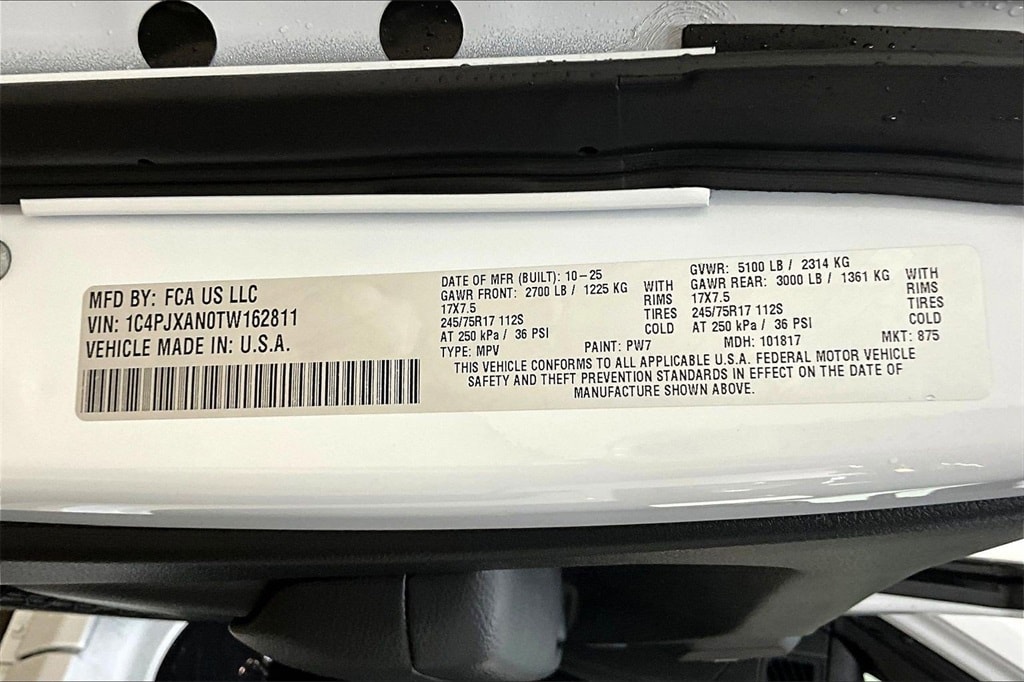 MFD BY: FCA US LLC
VIN: 1C4PJXAN0TW162811
VEHICLE MADE IN: U.S.A.
DATE OF MFR (BUILT): 10-25
GAWR FRONT: 2700 LB / 1225 KG WITH
17X7.5 RIMS
245/75R17 112S TIRES
AT 250 kPa / 36 PSI COLD
GVWR: 5100 LB / 2314 KG
GAWR REAR: 3000 LB / 1361 KG WITH
17X7.5 RIMS
245/75R17 112S TIRES
AT 250 kPa / 36 PSI COLD
TYPE: MPV PAINT: PW7 MDH: 101817 MKT: 875
THIS VEHICLE CONFORMS TO ALL APPLICABLE U.S.A. FEDERAL MOTOR VEHICLE
SAFETY AND THEFT PREVENTION STANDARDS IN EFFECT ON THE DATE OF
MANUFACTURE SHOWN ABOVE.